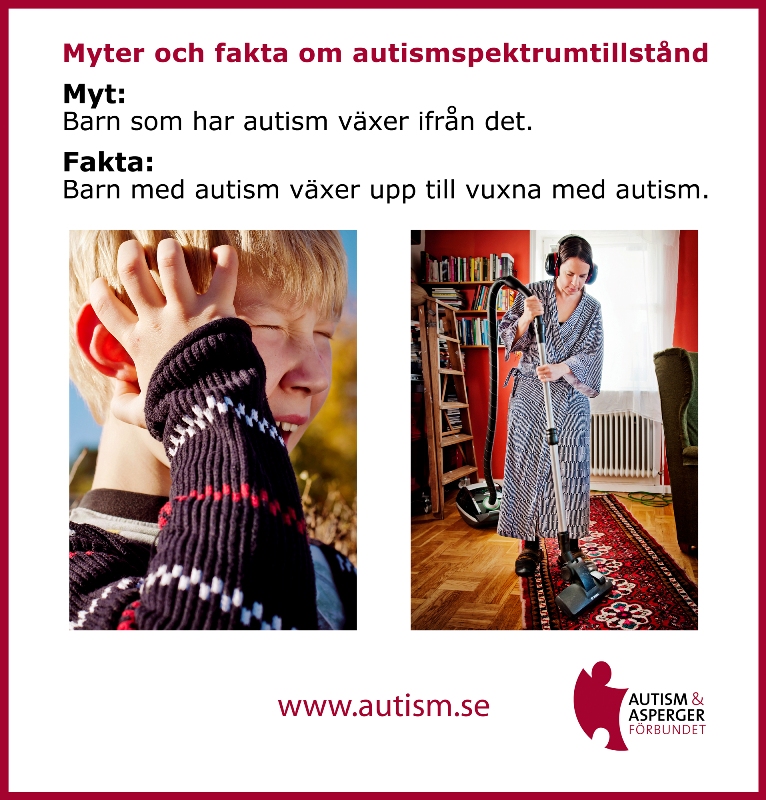 Myter och fakta om autismspektrumtillstånd
Myt:
Barn som har autism växer ifrån det.
Fakta:
Barn med autism växer upp till vuxna med autism.
www.autism.se
AUTISM &
ASPERGER
FÖRBUNDET